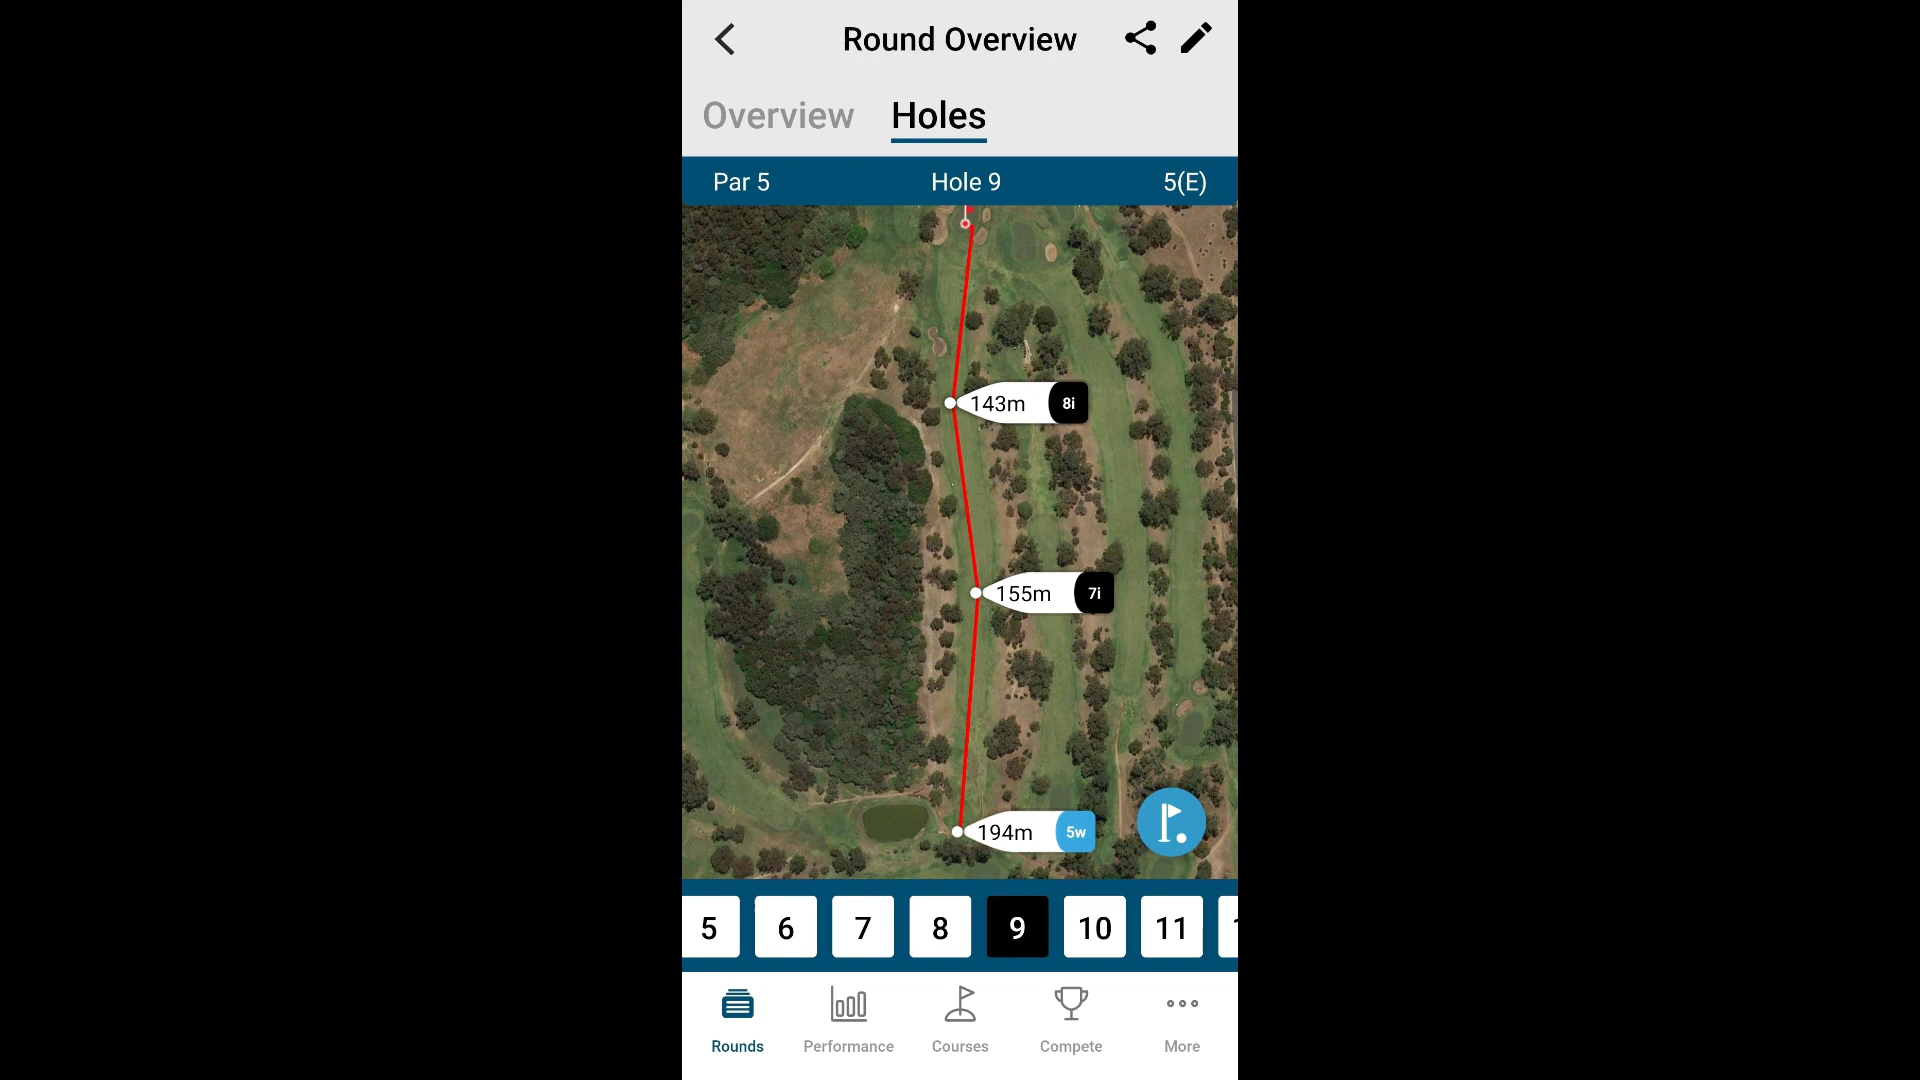 Round Overview
Overview Holes
Par 5 Hole 9 5(E)
143m 8i
155m 7i
194m 5w
5 6 7 8 9 10 11
Rounds Performance Courses Compete More